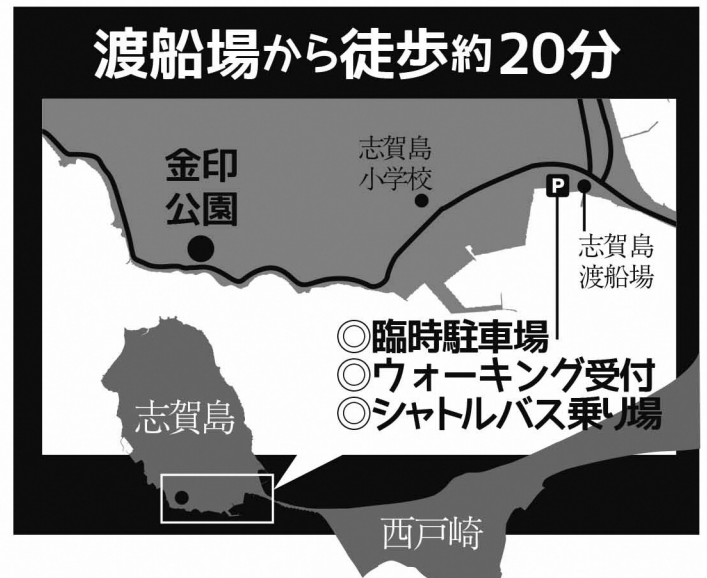 渡船場から徒歩約20分
金印
公園
志賀島
小学校
P
志賀島
渡船場
◎臨時駐車場
◎ウォーキング受付
◎シャトルバス乗り場
志賀島
西戸崎